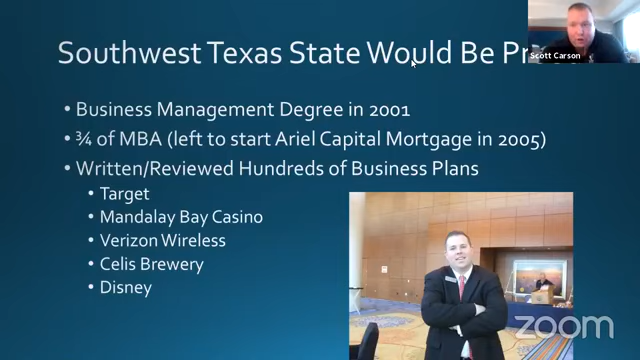 Southwest Texas State Would Be Pr
Scott Carson
• Business Management Degree in 2001
• ¾ of MBA (left to start Ariel Capital Mortgage in 2005)
• Written/Reviewed Hundreds of Business Plans
• Target
• Mandalay Bay Casino
• Verizon Wireless
• Celis Brewery
• Disney
zoom